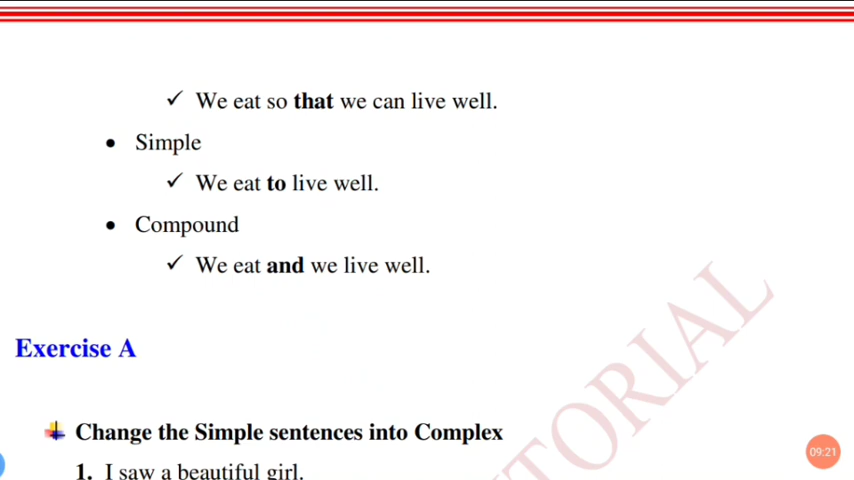 We eat so that we can live well.
Simple
We eat to live well.
Compound
We eat and we live well.
Exercise A
Change the Simple sentences into Complex
1. I saw a beautiful girl.
TORIAL
09:21